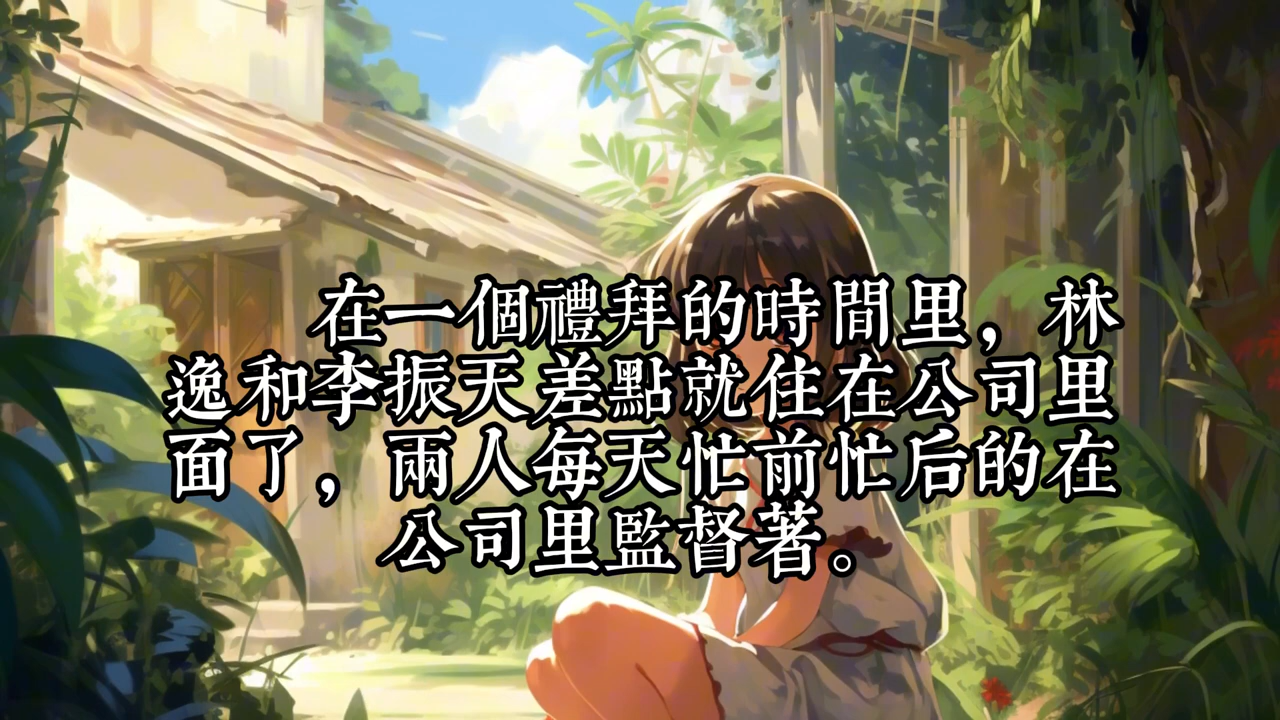 在一個禮拜的時間里，林
逸和李振天差點就住在公司里
面了，兩人每天忙前忙后的在
公司里監督著。